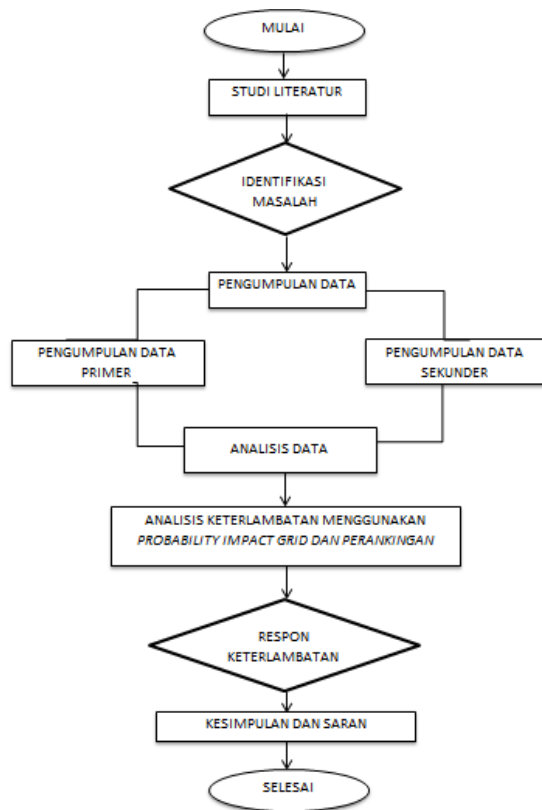 MULAI
STUDI LITERATUR
IDENTIFIKASI
MASALAH
PENGUMPULAN DATA
PENGUMPULAN DATA
PRIMER
PENGUMPULAN DATA
SEKUNDER
ANALISIS DATA
ANALISIS KETERLAMBATAN MENGGUNAKAN
PROBABILITY IMPACT GRID DAN PERANKINGAN
RESPON
KETERLAMBATAN
KESIMPULAN DAN SARAN
SELESAI